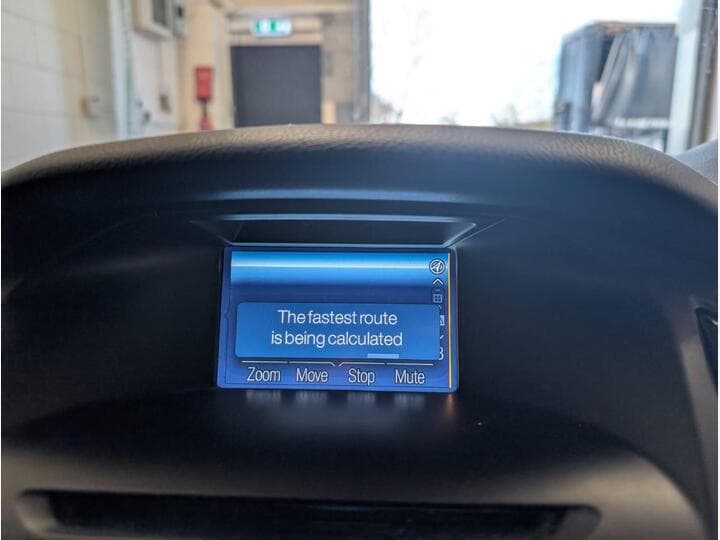 The fastest route
is being calculated
Zoom Move Stop Mute